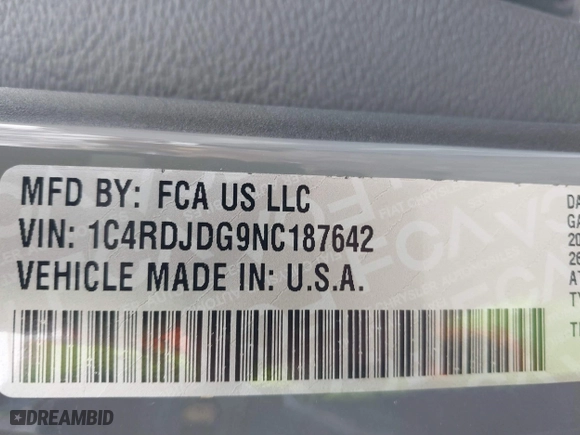 MFD BY: FCA US LLC
VIN: 1C4RDJDG9NC187642
VEHICLE MADE IN: U.S.A.
DREAMBID